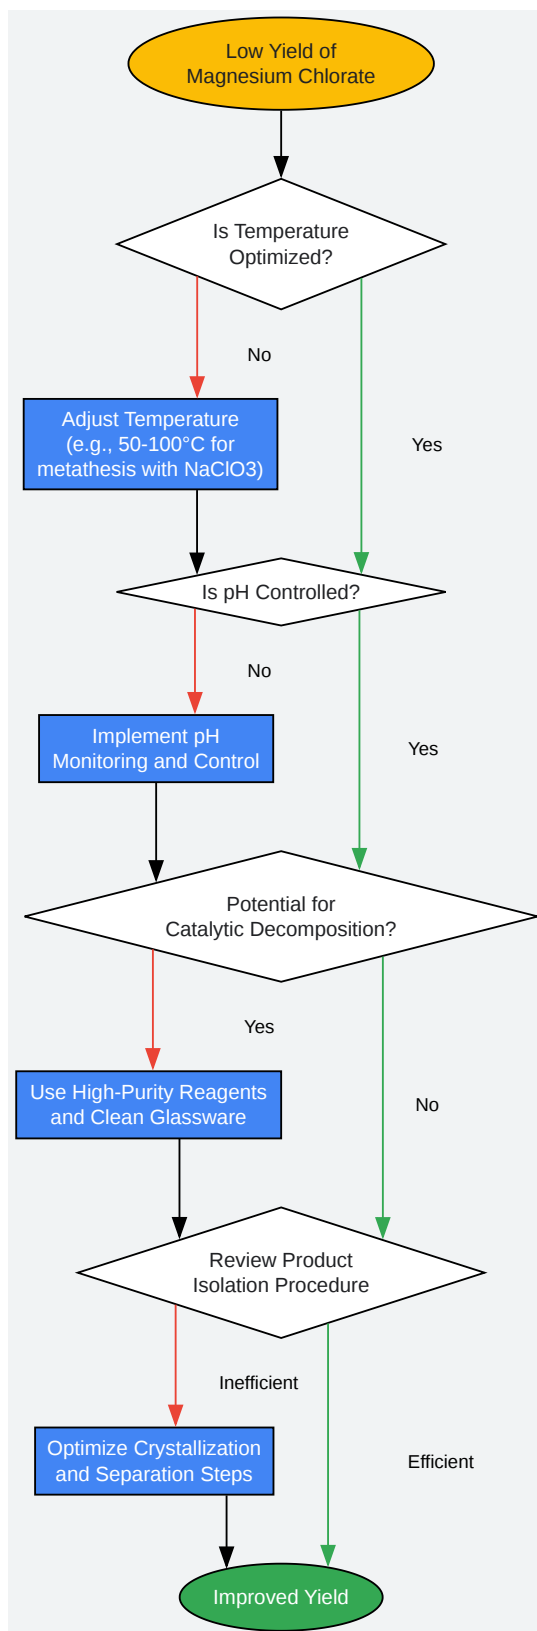 Low Yield of
Magnesium Chlorate
Is Temperature
Optimized?
No
Adjust Temperature
(e.g., 50-100°C for
metathesis with NaClO3)
Yes
Is pH Controlled?
No
Implement pH
Monitoring and Control
Yes
Potential for
Catalytic Decomposition?
Yes
Use High-Purity Reagents
and Clean Glassware
No
Review Product
Isolation Procedure
Inefficient
Optimize Crystallization
and Separation Steps
Efficient
Improved Yield